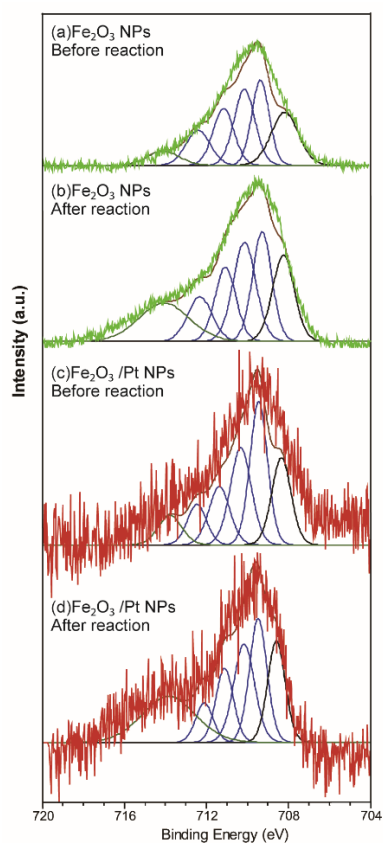 (a)Fe₂O₃ NPs
Before reaction
(b)Fe₂O₃ NPs
After reaction
(c)Fe₂O₃ /Pt NPs
Before reaction
(d)Fe₂O₃ /Pt NPs
After reaction
Intensity (a.u.)
720 716 712 708 704
Binding Energy (eV)